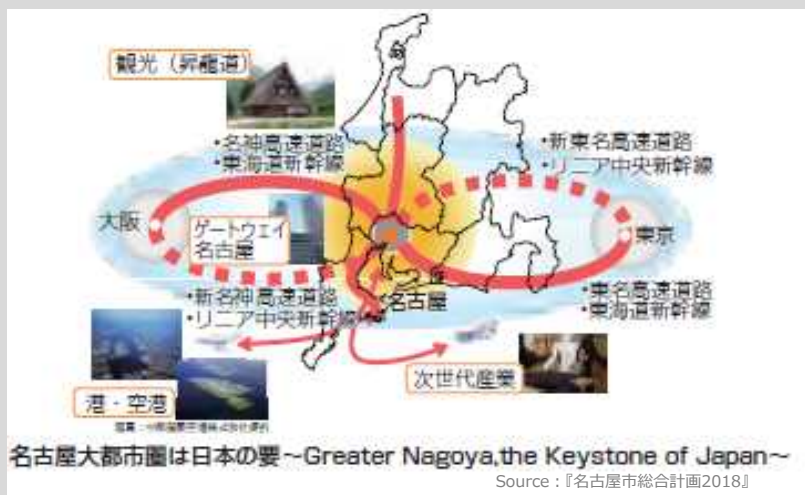 観光（昇龍道）
•名神高速道路
•東海道新幹線
•新東名高速道路
•リニア中央新幹線
大阪
ゲートウェイ
名古屋
東京
名古屋
•新名神高速道路
•リニア中央新幹線
•東名高速道路
•東海道新幹線
次世代産業
港・空港
名古屋大都市圏は日本の要～Greater Nagoya,the Keystone of Japan～
Source：『名古屋市総合計画2018』